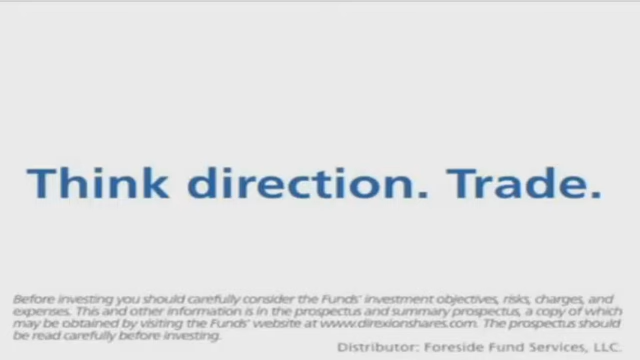 Think direction. Trade.
Before investing you should carefully consider the Funds' investment objectives, risks, charges, and
expenses. This and other information is in the prospectus and summary prospectus, a copy of which
may be obtained by visiting the Funds' website at www.direxionshares.com. The prospectus should
be read carefully before investing.
Distributor: Foreside Fund Services, LLC.